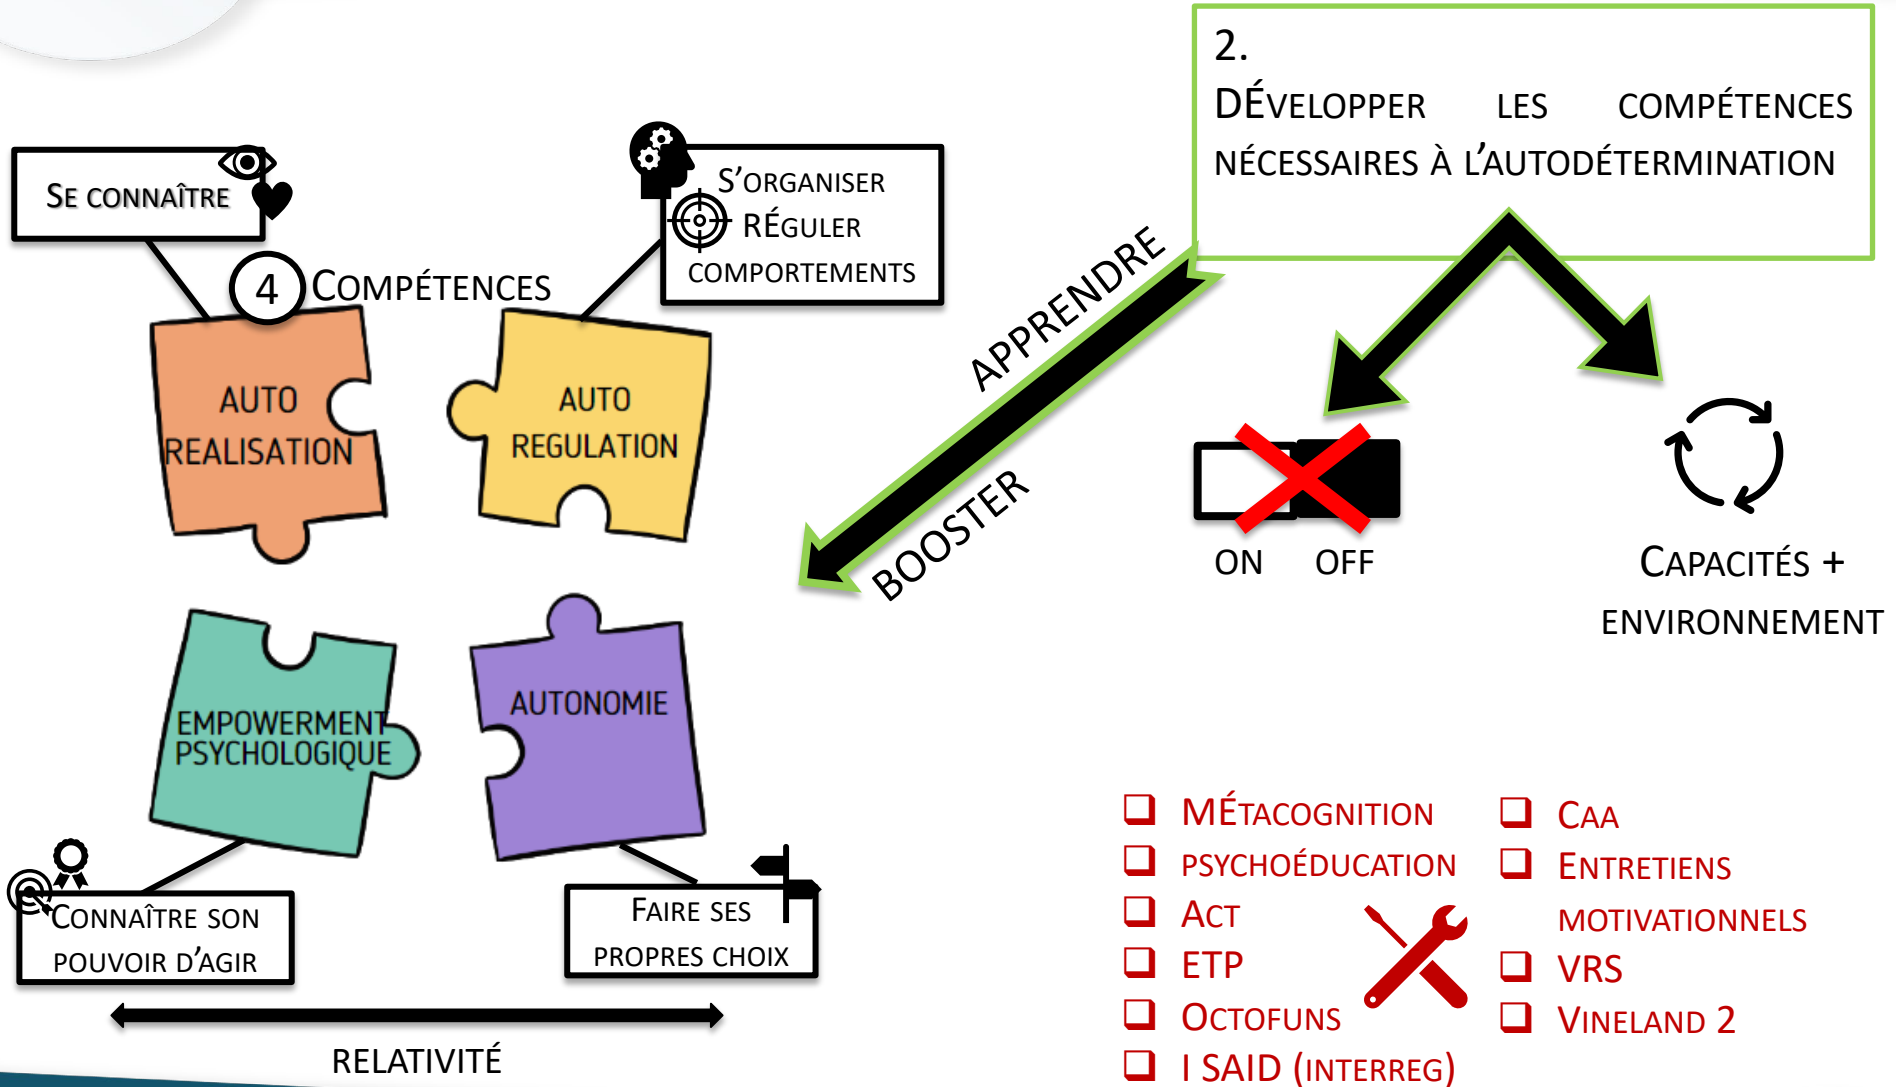 2.
DÉVELOPPER LES COMPÉTENCES
NÉCESSAIRES À L'AUTODÉTERMINATION
SE CONNAÎTRE
S'ORGANISER
RÉGULER
COMPORTEMENTS
4 COMPÉTENCES
AUTO
REALISATION
AUTO
REGULATION
APPRENDRE
BOOSTER
ON OFF
CAPACITÉS +
ENVIRONNEMENT
EMPOWERMENT
PSYCHOLOGIQUE
AUTONOMIE
CONNAÎTRE SON
POUVOIR D'AGIR
FAIRE SES
PROPRES CHOIX
RELATIVITÉ
MÉTACOGNITION
PSYCHOÉDUCATION
ACT
ETP
OCTOFUNS
I SAID (INTERREG)
CAA
ENTRETIENS
MOTIVATIONNELS
VRS
VINELAND 2